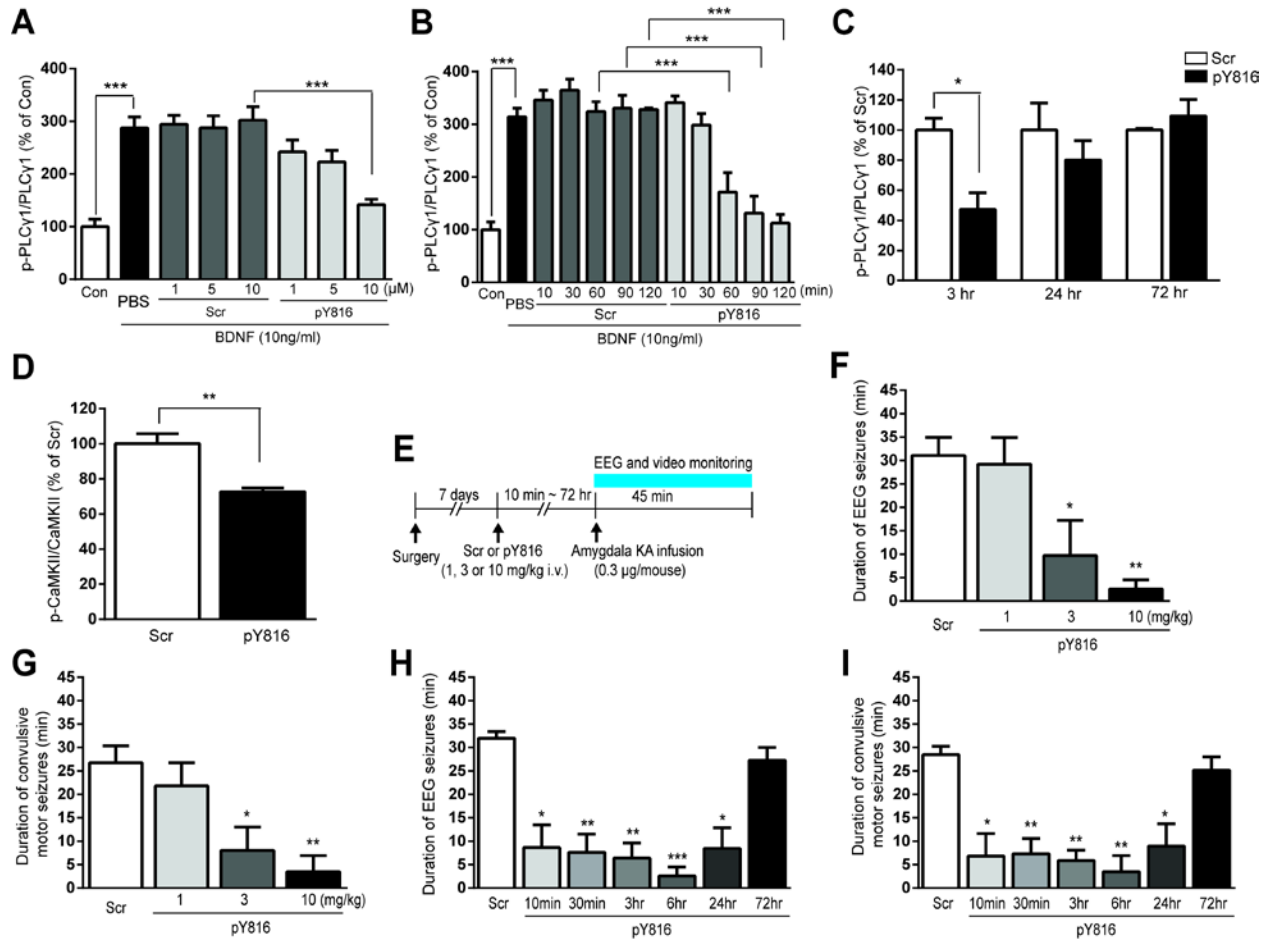 A
p-PLCγ1/PLCγ1 (% of Con)
400
300
200
100
0
***
***
Con
PBS
1
5
10
1
5
10 (μM)
Scr
pY816
BDNF (10ng/ml)
B
p-PLCγ1/PLCγ1 (% of Con)
400
300
200
100
0
***
***
***
***
Con
PBS
10
30
60
90
120
10
30
60
90
120
(min)
Scr
pY816
BDNF (10ng/ml)
C
Scr
pY816
p-PLCγ1/PLCγ1 (% of Scr)
140
120
100
80
60
40
20
0
*
3 hr
24 hr
72 hr
D
p-CaMKII/CaMKII (% of Scr)
120
100
80
60
40
20
0
**
Scr
pY816
E
EEG and video monitoring
7 days
10 min ~ 72 hr
45 min
Surgery
Scr or pY816
(1, 3 or 10 mg/kg i.v.)
Amygdala KA infusion
(0.3 μg/mouse)
F
Duration of EEG seizures (min)
45
40
35
30
25
20
15
10
5
0
*
**
Scr
1
3
10 (mg/kg)
pY816
G
Duration of convulsive
motor seizures (min)
45
40
35
30
25
20
15
10
5
0
*
**
Scr
1
3
10 (mg/kg)
pY816
H
Duration of EEG seizures (min)
45
40
35
30
25
20
15
10
5
0
*
**
**
***
*
Scr
10min
30min
3hr
6hr
24hr
72hr
pY816
I
Duration of convulsive
motor seizures (min)
45
40
35
30
25
20
15
10
5
0
*
**
**
**
*
Scr
10min
30min
3hr
6hr
24hr
72hr
pY816